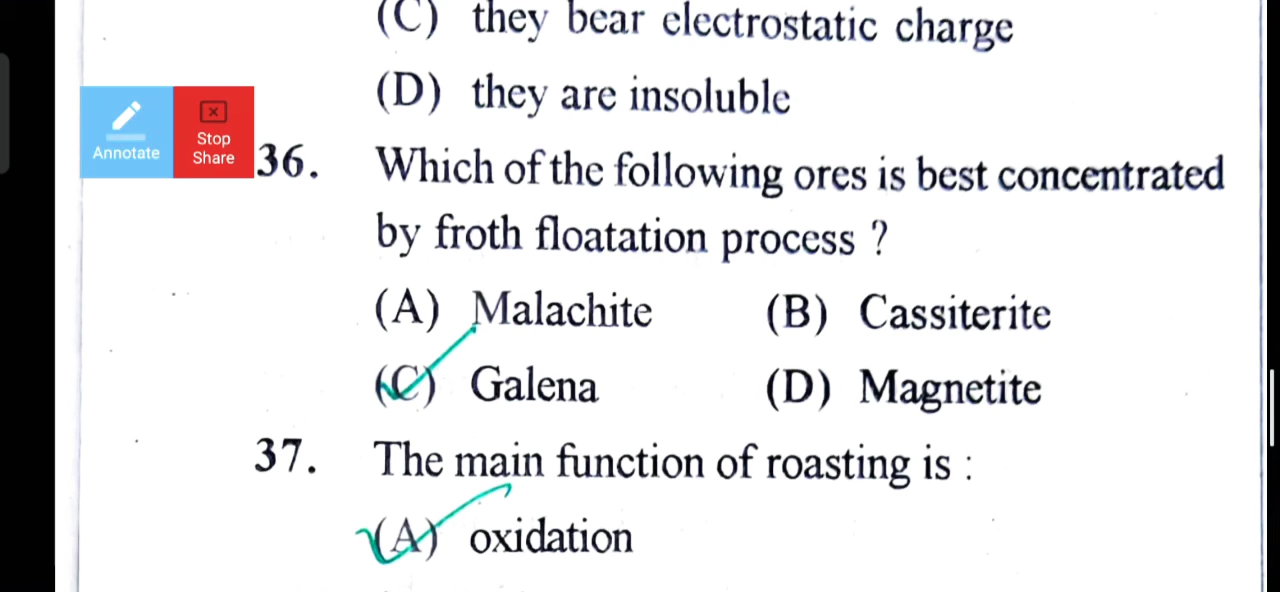 (C) they bear electrostatic charge
(D) they are insoluble
Annotate
Stop
Share
36. Which of the following ores is best concentrated
by froth floatation process ?
(A) Malachite (B) Cassiterite
(C) Galena (D) Magnetite
37. The main function of roasting is :
(A) oxidation